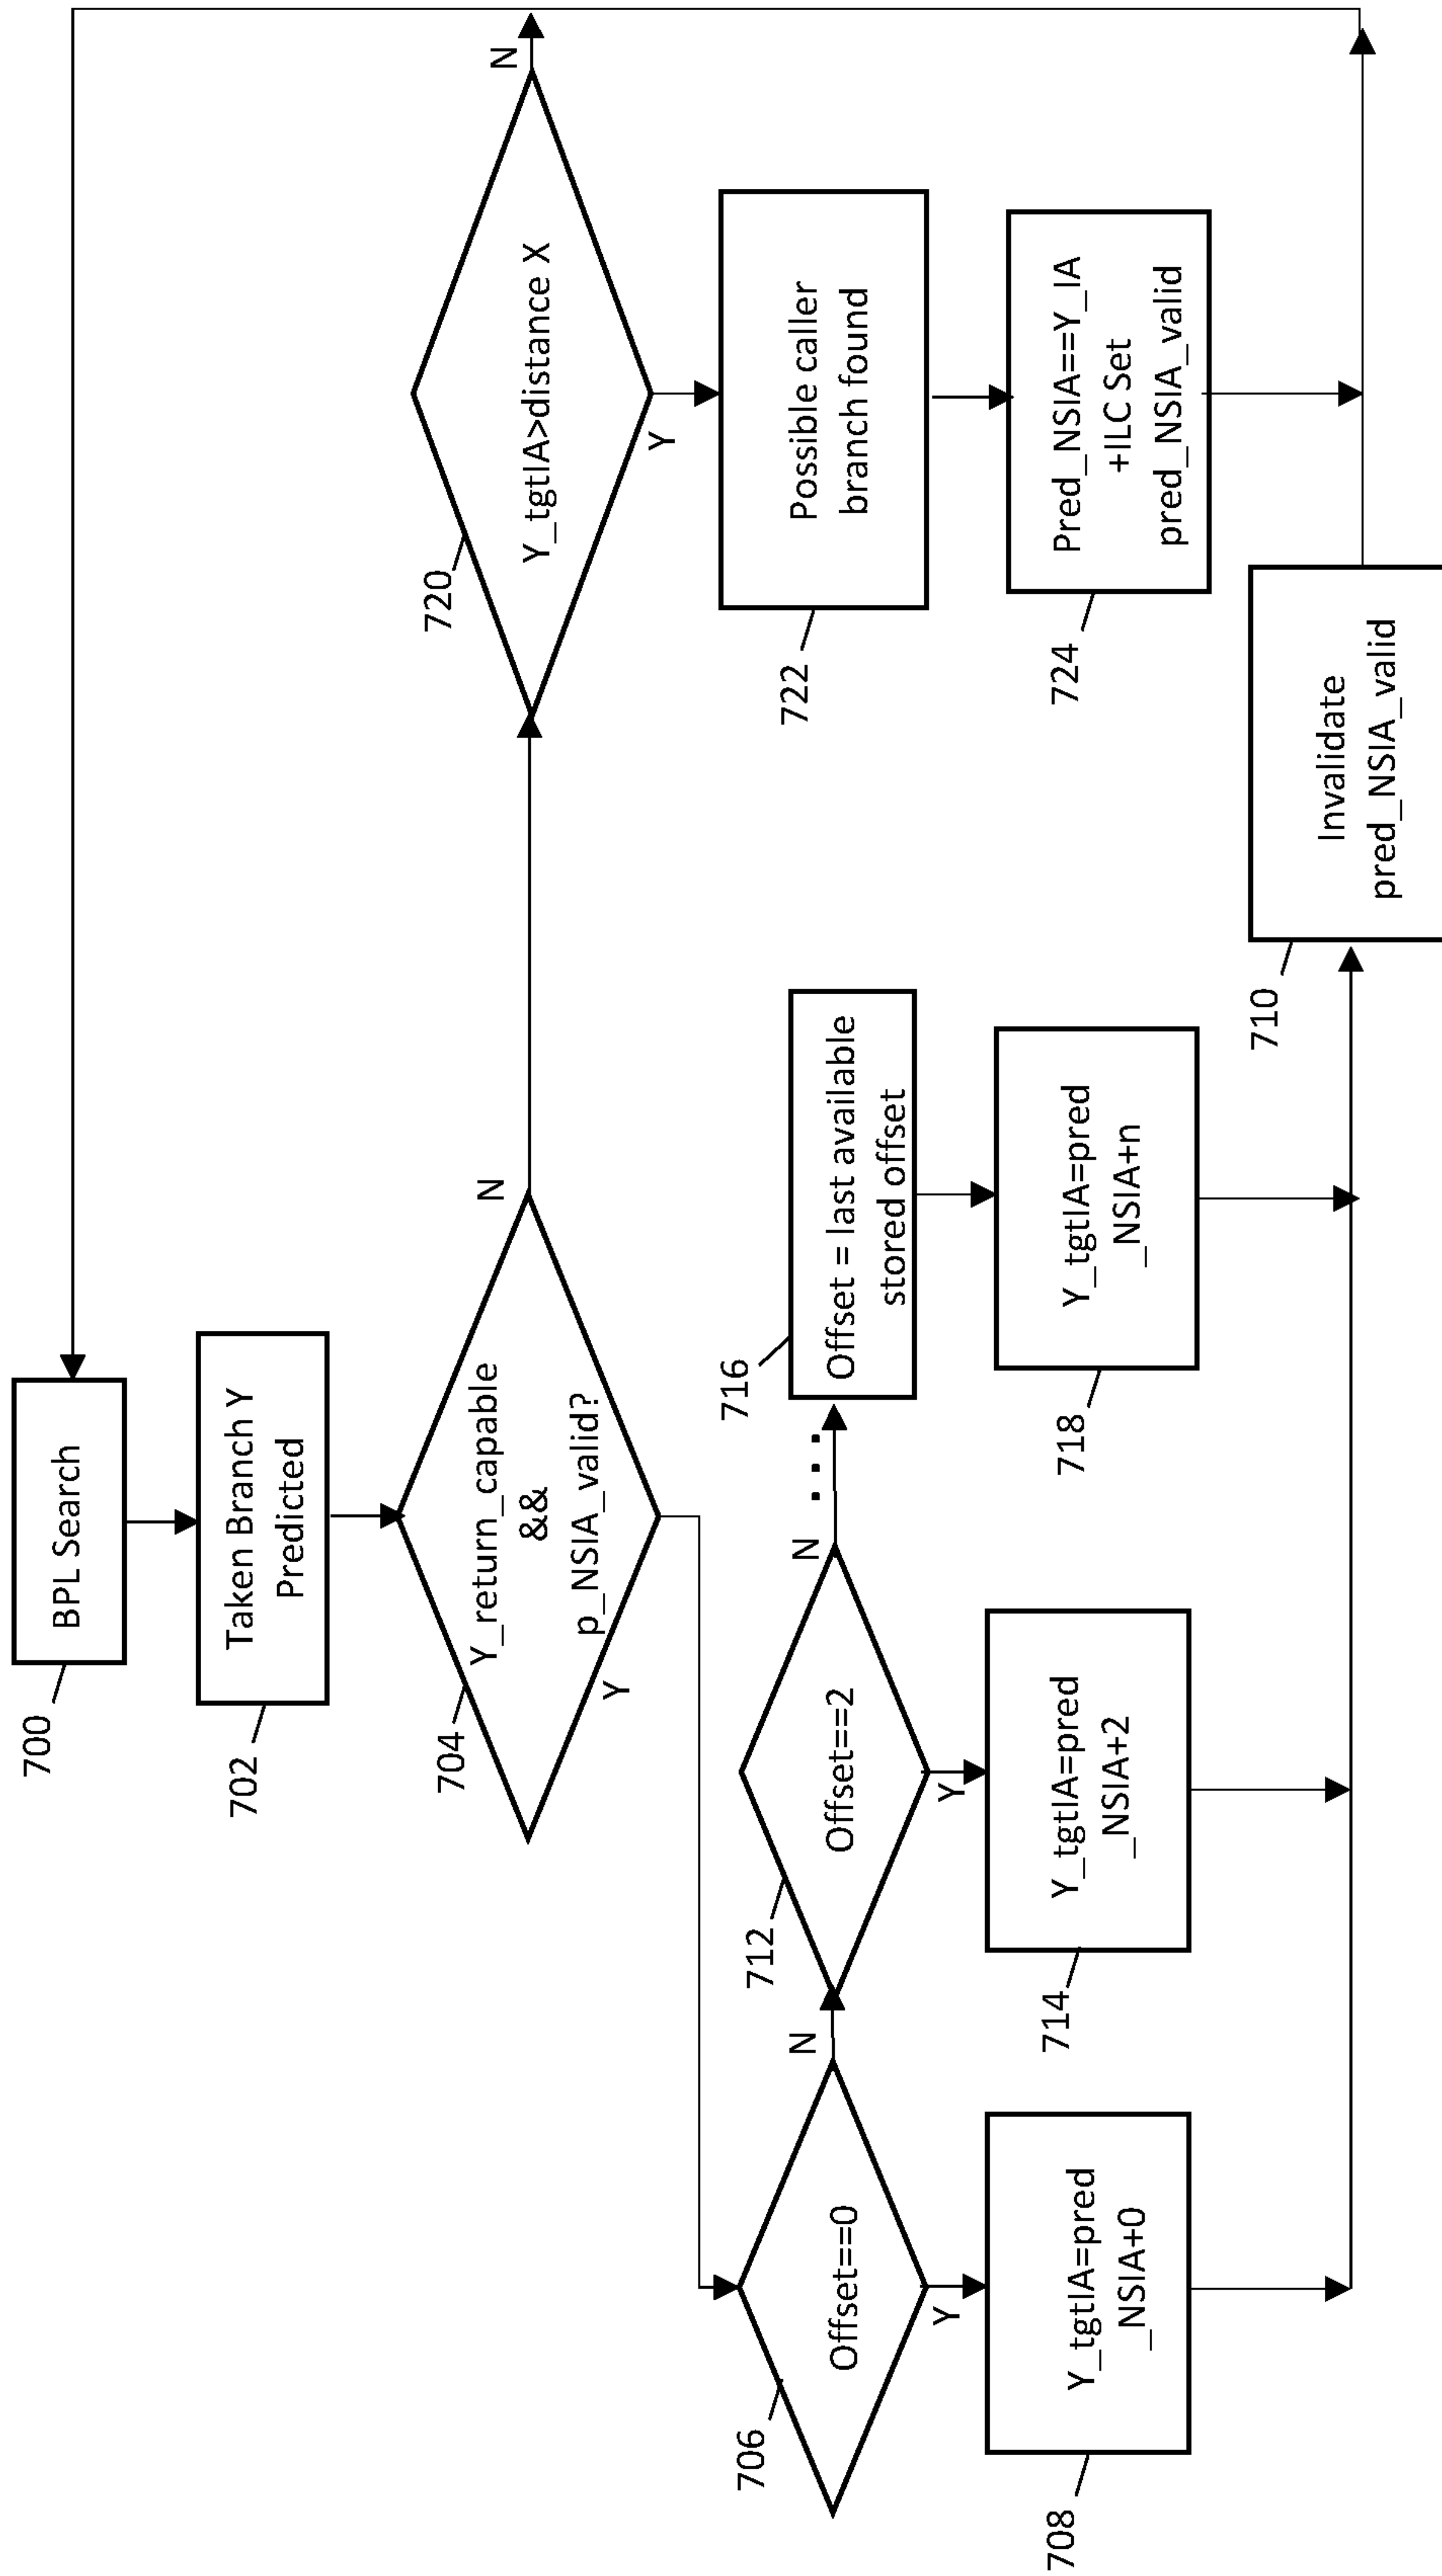 700
BPL Search
702
Taken Branch Y
Predicted
704
Y_return_capable
&&
p_NSIA_valid?
Y
N
706
Offset==0
Y
N
708
Y_tgtIA=pred
_NSIA+0
712
Offset==2
Y
N
714
Y_tgtIA=pred
_NSIA+2
...
716
Offset = last available
stored offset
718
Y_tgtIA=pred
_NSIA+n
710
Invalidate
pred_NSIA_valid
720
Y_tgtIA>distance X
N
Y
722
Possible caller
branch found
724
Pred_NSIA==Y_IA
+ILC Set
pred_NSIA_valid